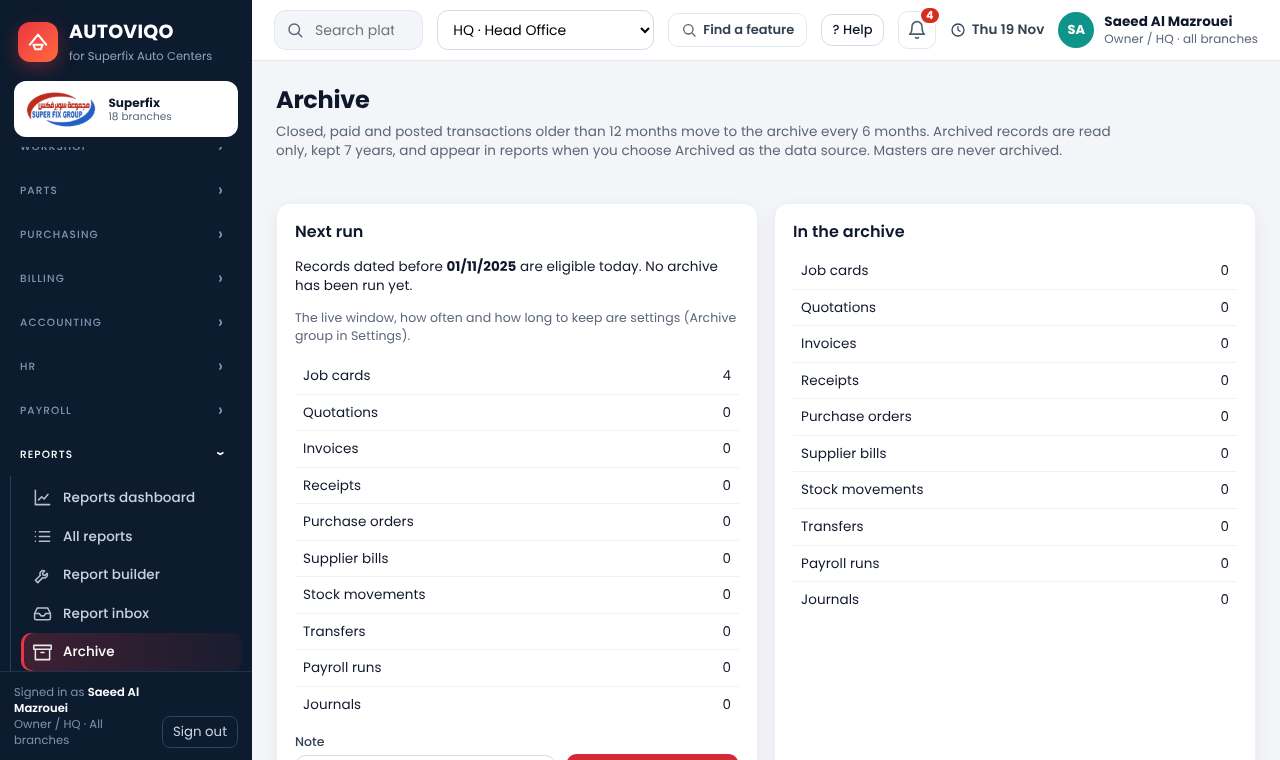 AUTOVIQO
for Superfix Auto Centers
مجموعة سوبر فكس
SUPER FIX GROUP
Superfix
18 branches
WORKSHOP
PARTS
PURCHASING
BILLING
ACCOUNTING
HR
PAYROLL
REPORTS
Reports dashboard
All reports
Report builder
Report inbox
Archive
Signed in as Saeed Al
Mazrouei
Owner / HQ · All
branches
Sign out
Search plat
HQ · Head Office
Find a feature
? Help
4
Thu 19 Nov
SA
Saeed Al Mazrouei
Owner / HQ · all branches
Archive
Closed, paid and posted transactions older than 12 months move to the archive every 6 months. Archived records are read
only, kept 7 years, and appear in reports when you choose Archived as the data source. Masters are never archived.
Next run
Records dated before 01/11/2025 are eligible today. No archive
has been run yet.
The live window, how often and how long to keep are settings (Archive
group in Settings).
Job cards 4
Quotations 0
Invoices 0
Receipts 0
Purchase orders 0
Supplier bills 0
Stock movements 0
Transfers 0
Payroll runs 0
Journals 0
Note
In the archive
Job cards 0
Quotations 0
Invoices 0
Receipts 0
Purchase orders 0
Supplier bills 0
Stock movements 0
Transfers 0
Payroll runs 0
Journals 0